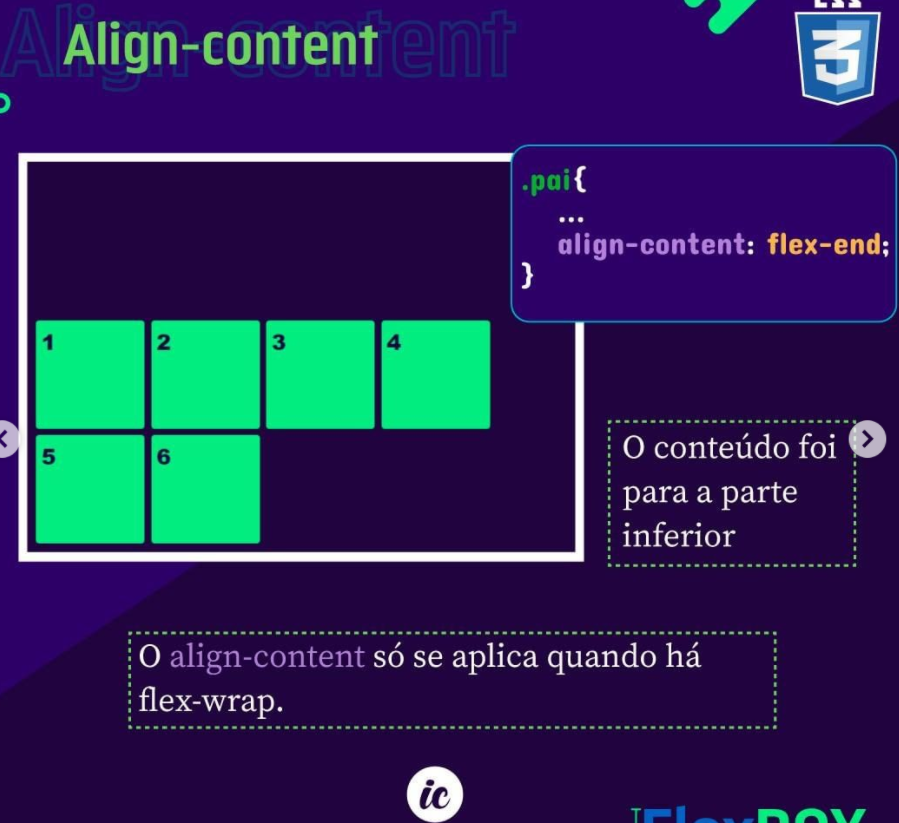 Align-content
.pai{
...
align-content: flex-end;
}
1 2 3 4
5 6
O conteúdo foi
para a parte
inferior
O align-content só se aplica quando há
flex-wrap.
ic
FlexBOX